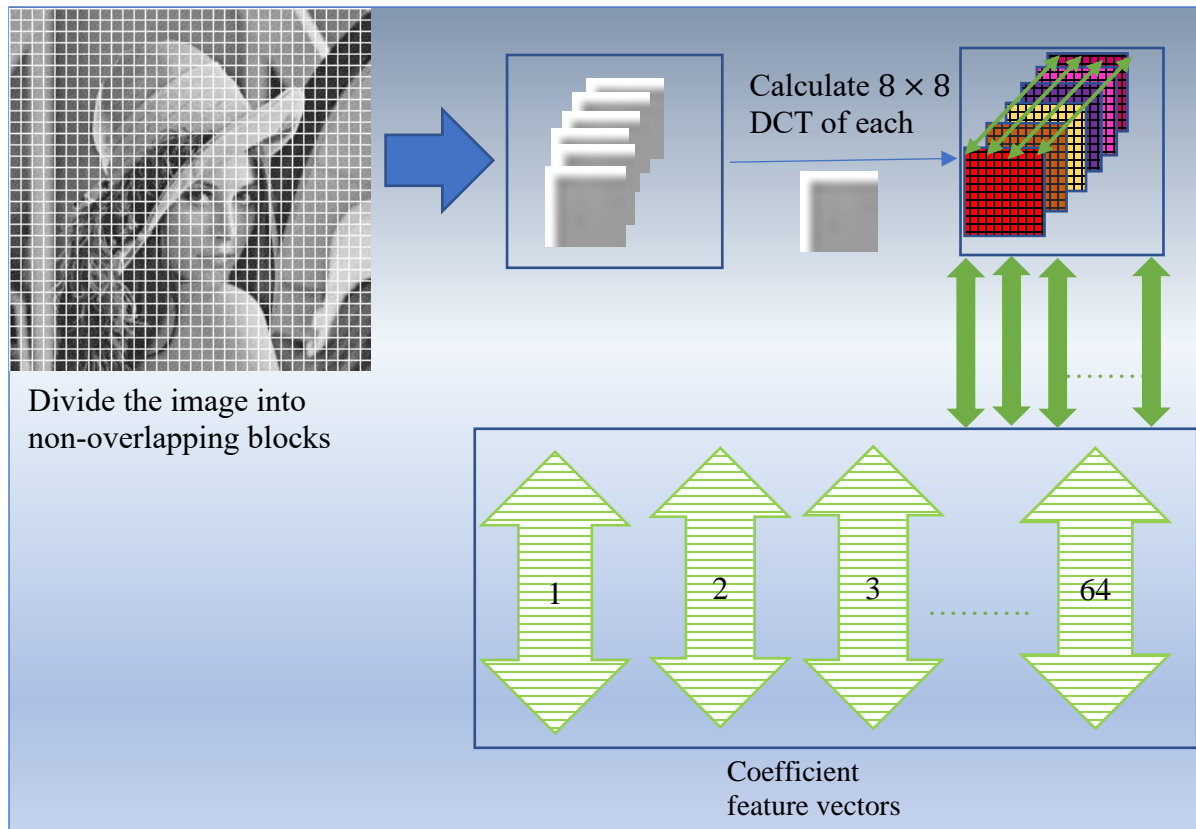 Calculate 8 × 8
DCT of each
Divide the image into
non-overlapping blocks
1
2
3
64
Coefficient
feature vectors